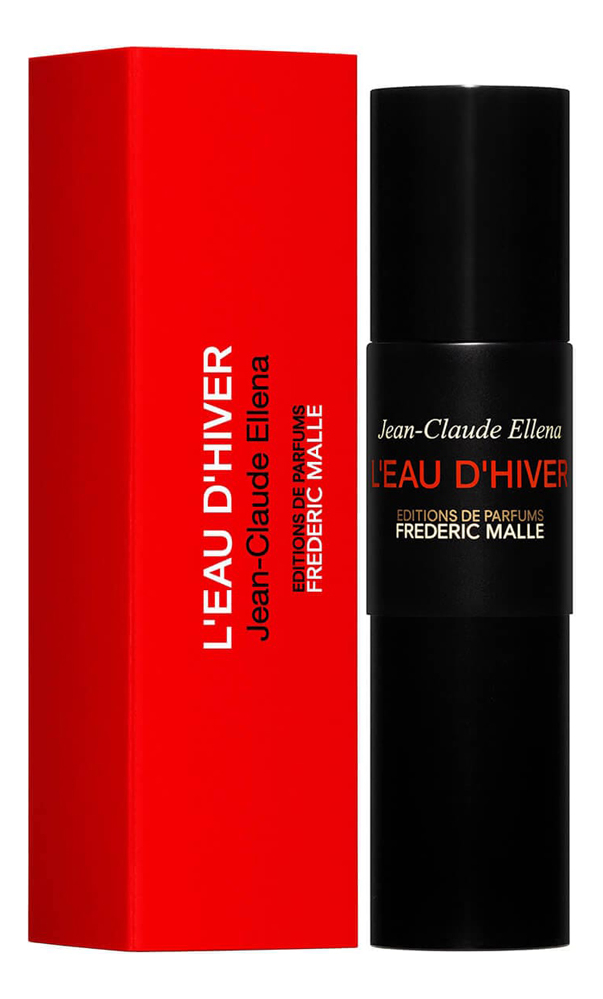 L'EAU D'HIVER
Jean-Claude Ellena
EDITIONS DE PARFUMS
FREDERIC MALLE
Jean-Claude Ellena
L'EAU D'HIVER
EDITIONS DE PARFUMS
FREDERIC MALLE